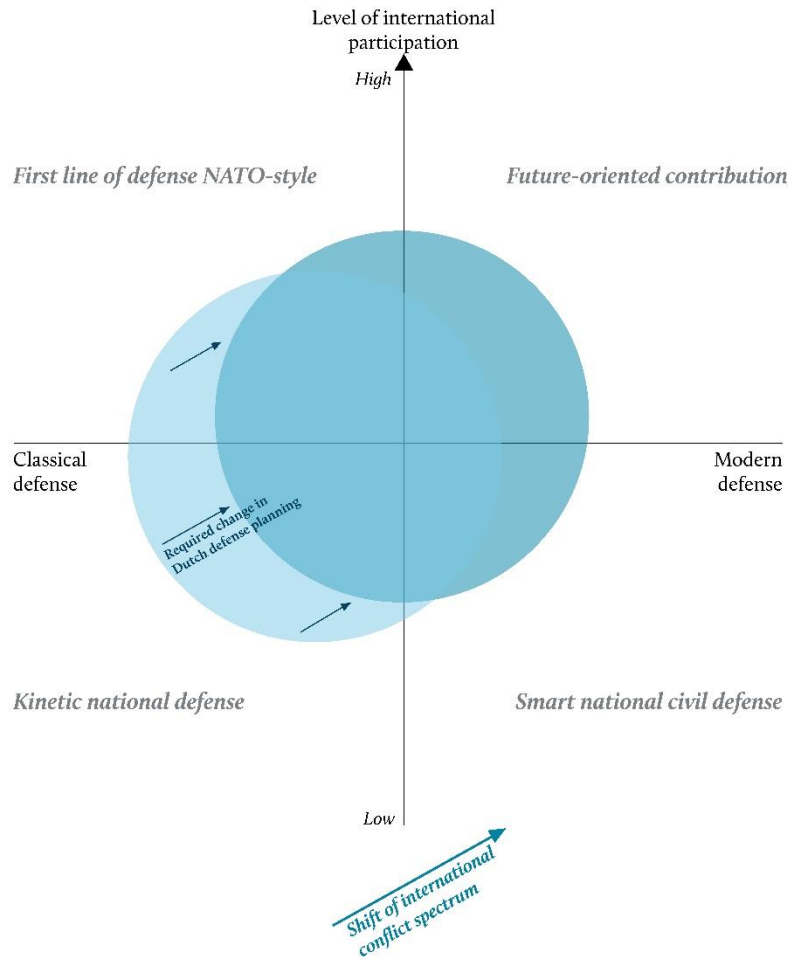 Level of international
participation
High
First line of defense NATO-style
Future-oriented contribution
Classical
defense
Modern
defense
Required change in
Dutch defense planning
Kinetic national defense
Smart national civil defense
Low
Shift of international
conflict spectrum